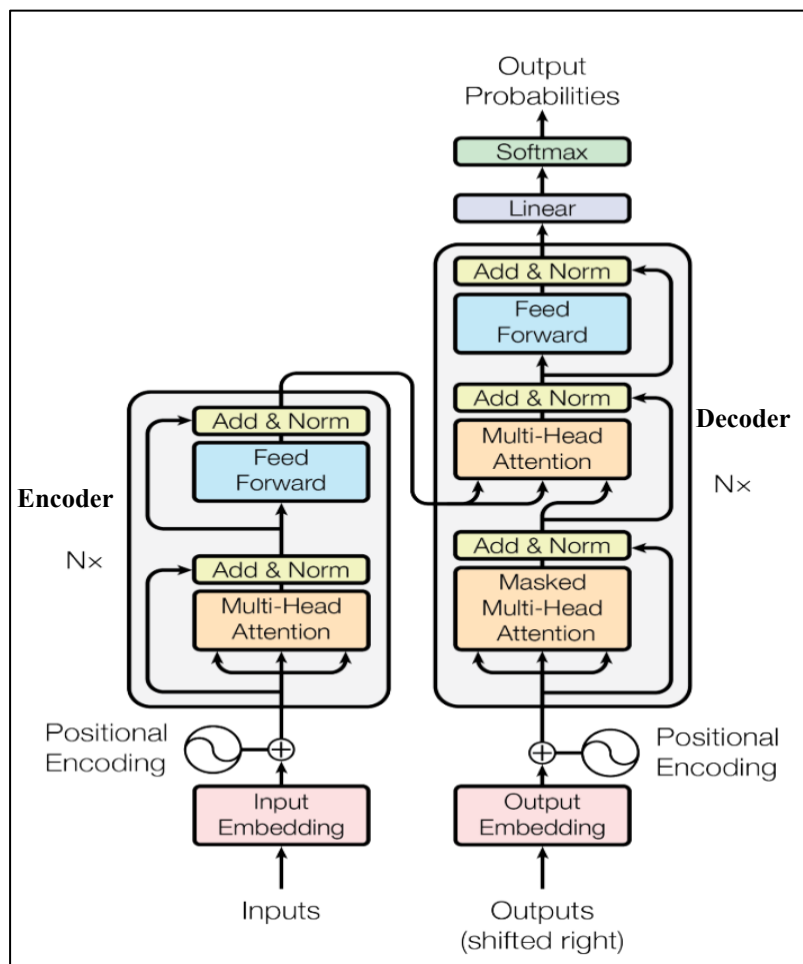 Output
Probabilities
Softmax
Linear
Add & Norm
Feed
Forward
Add & Norm
Multi-Head
Attention
Decoder
Nx
Add & Norm
Masked
Multi-Head
Attention
Add & Norm
Feed
Forward
Encoder
Nx
Add & Norm
Multi-Head
Attention
Positional
Encoding
Positional
Encoding
Input
Embedding
Output
Embedding
Inputs
Outputs
(shifted right)